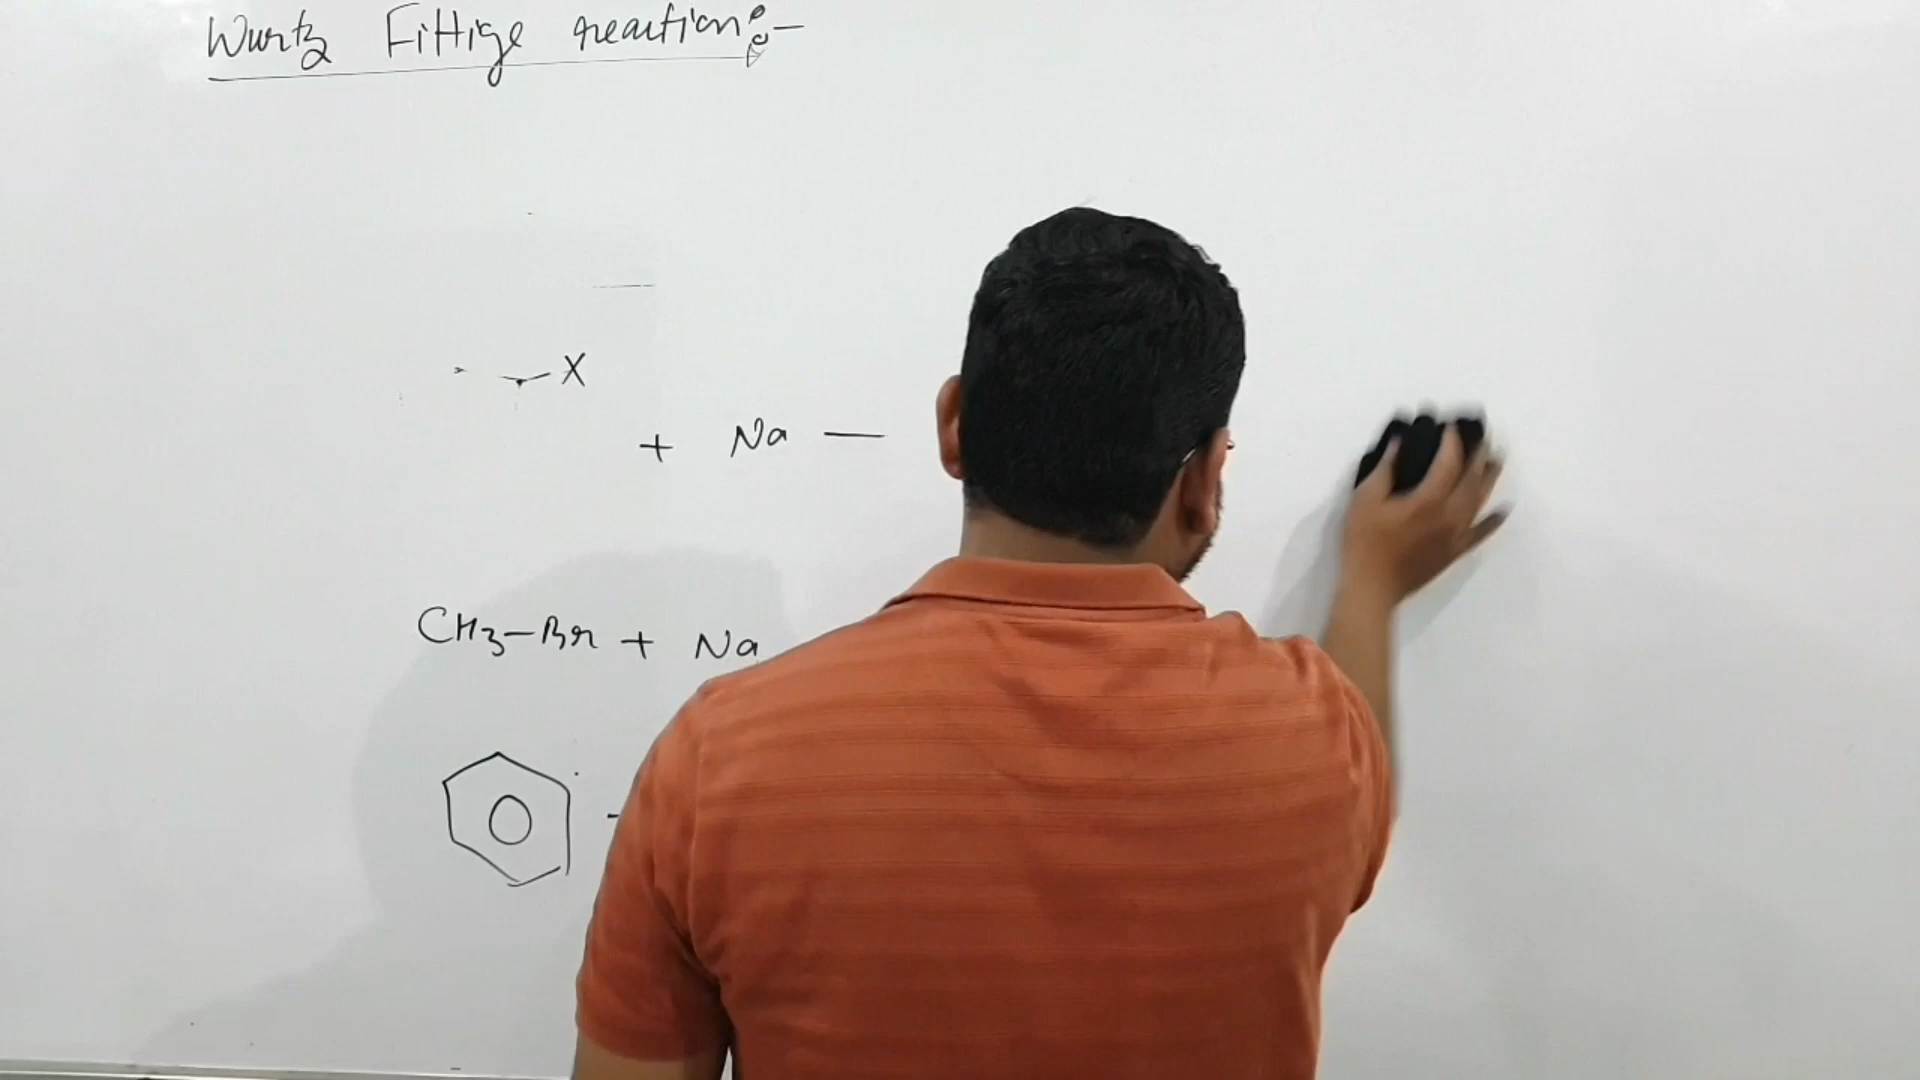 Wurtz Fittige reaction:-
X
+ Na —
CH3-Br + Na